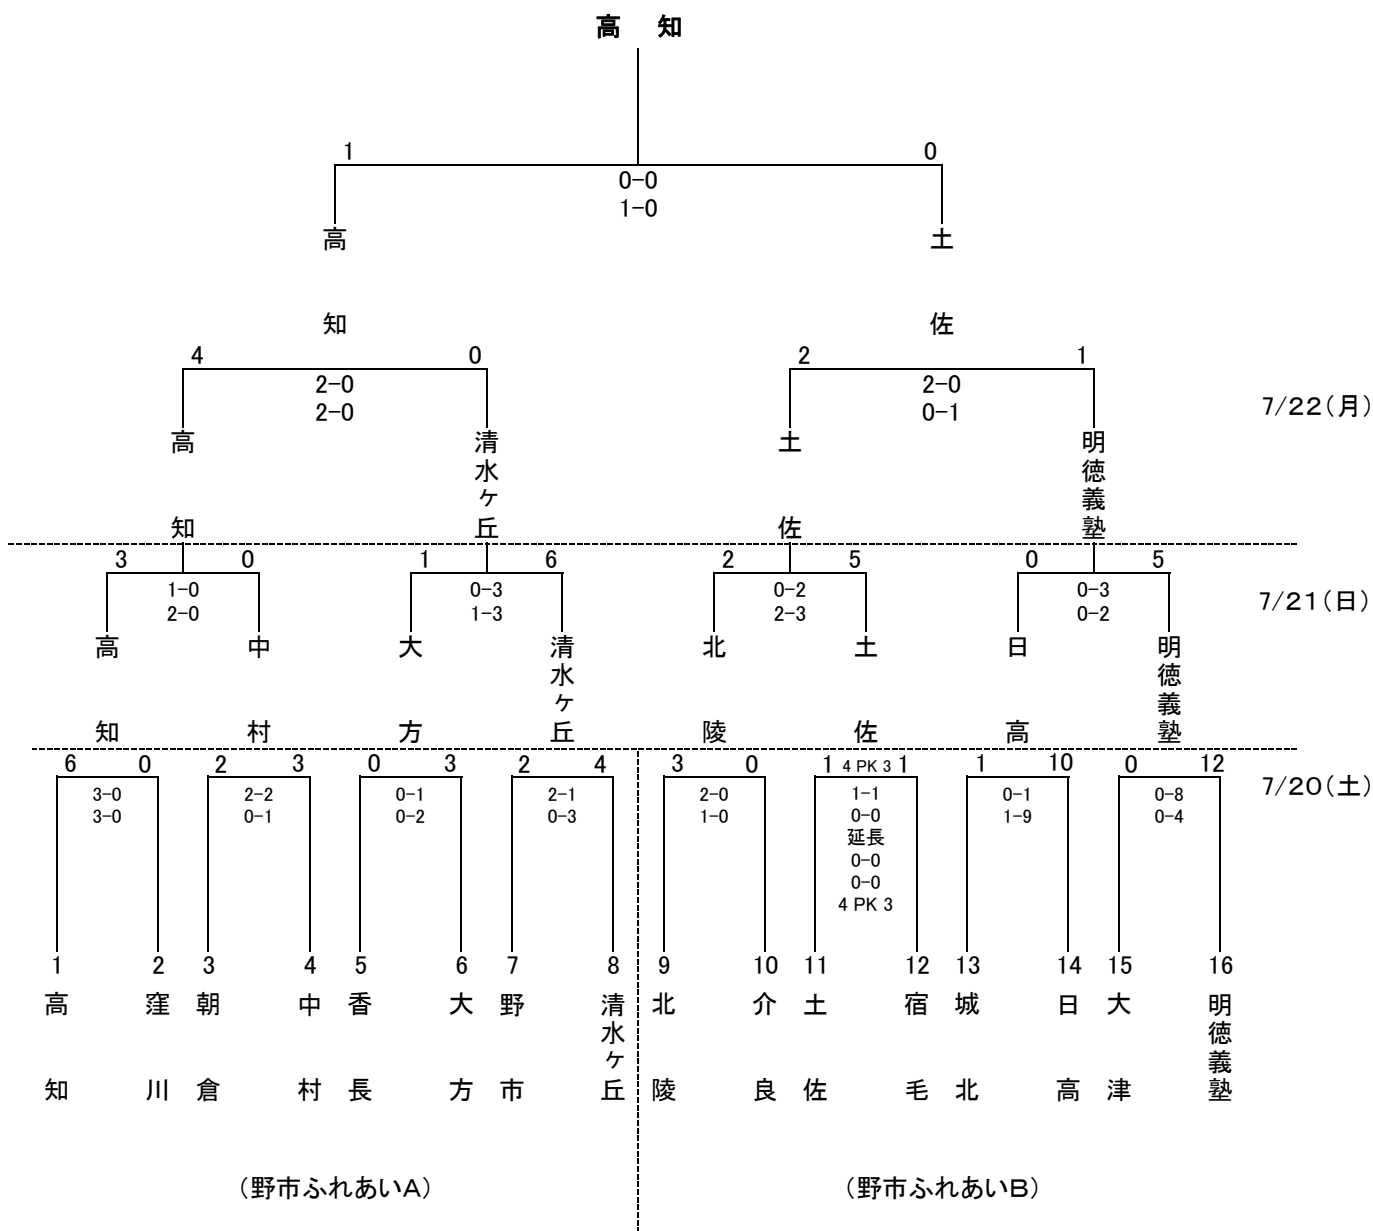 高 知
1 0
0-0
1-0
高知 土佐
4 0 2 1
2-0 2-0
2-0 0-1
7/22(月)
高知 清水ヶ丘 土佐 明徳義塾
3 0 1 6 2 5 0 5
1-0 0-3 0-2 0-3
2-0 1-3 2-3 0-2
7/21(日)
高知 中村 大方 清水ヶ丘 北陵 土佐 日高 明徳義塾
6 0 2 3 0 3 2 4 3 0 1 4 PK 3 1 1 10 0 12
7/20(土)
3-0 2-2 0-1 2-1 2-0 1-1 0-1 0-8
3-0 0-1 0-2 0-3 1-0 0-0 1-9 0-4
延長
0-0
0-0
4 PK 3
1 2 3 4 5 6 7 8 9 10 11 12 13 14 15 16
高知 窪川 朝倉 中村 香長 大方 野市 清水ケ丘 北陵 介良 土佐 宿毛 城北 日高 大津 明徳義塾
(野市ふれあいA) (野市ふれあいB)